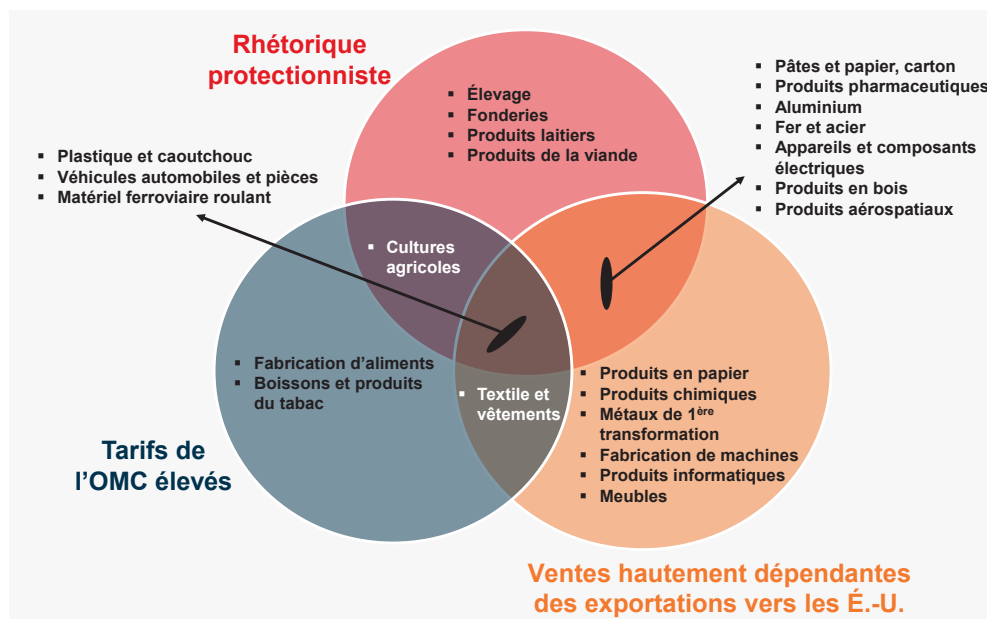 Rhétorique
protectionniste
▪ Élevage
▪ Fonderies
▪ Produits laitiers
▪ Produits de la viande
▪ Pâtes et papier, carton
▪ Produits pharmaceutiques
▪ Aluminium
▪ Fer et acier
▪ Appareils et composants
électriques
▪ Produits en bois
▪ Produits aérospatiaux
▪ Plastique et caoutchouc
▪ Véhicules automobiles et pièces
▪ Matériel ferroviaire roulant
▪ Cultures
agricoles
▪ Fabrication d’aliments
▪ Boissons et produits
du tabac
▪ Textile et
vêtements
▪ Produits en papier
▪ Produits chimiques
▪ Métaux de 1ère
transformation
▪ Fabrication de machines
▪ Produits informatiques
▪ Meubles
Tarifs de
l’OMC élevés
Ventes hautement dépendantes
des exportations vers les É.-U.